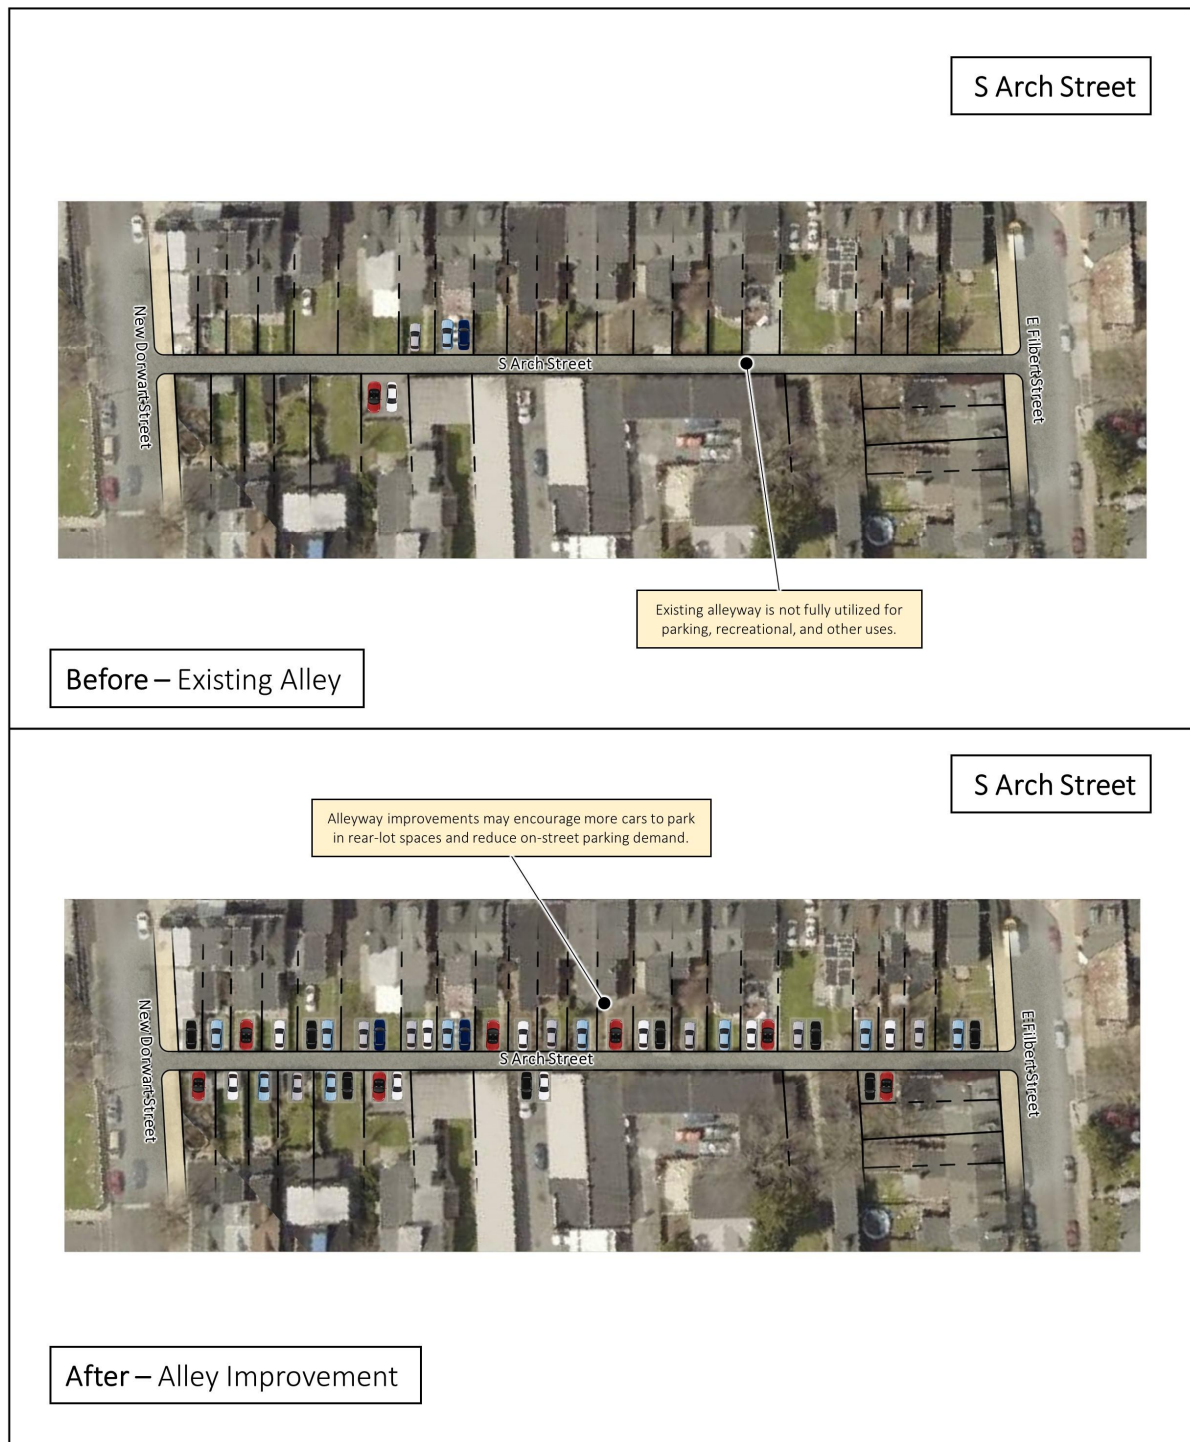 S Arch Street
New Dorwart Street
S Arch Street
E Filbert Street
Existing alleyway is not fully utilized for
parking, recreational, and other uses.
Before – Existing Alley
S Arch Street
Alleyway improvements may encourage more cars to park
in rear-lot spaces and reduce on-street parking demand.
New Dorwart Street
S Arch Street
E Filbert Street
After – Alley Improvement